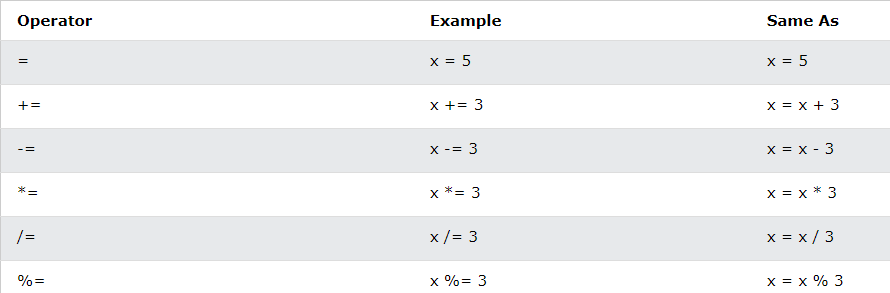 Operator Example Same As
= x = 5 x = 5
+= x += 3 x = x + 3
-= x -= 3 x = x - 3
*= x *= 3 x = x * 3
/= x /= 3 x = x / 3
%= x %= 3 x = x % 3